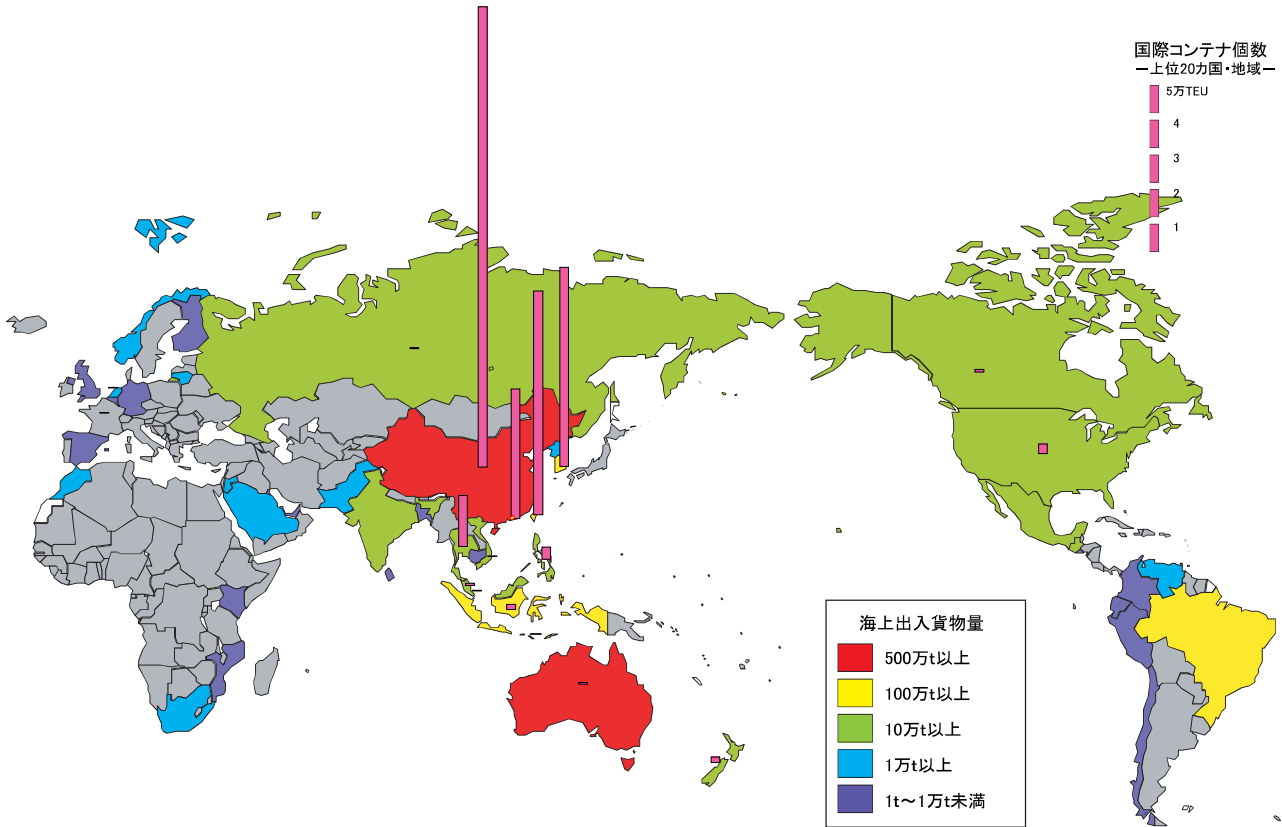 国際コンテナ個数
―上位20カ国・地域―
5万TEU
4
3
2
1
海上出入貨物量
500万t以上
100万t以上
10万t以上
1万t以上
1t～1万t未満